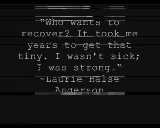 "Who wants to
recover? It took me
years to get that
tiny. I wasn't sick;
I was strong."
~Laurie Halse
Anderson